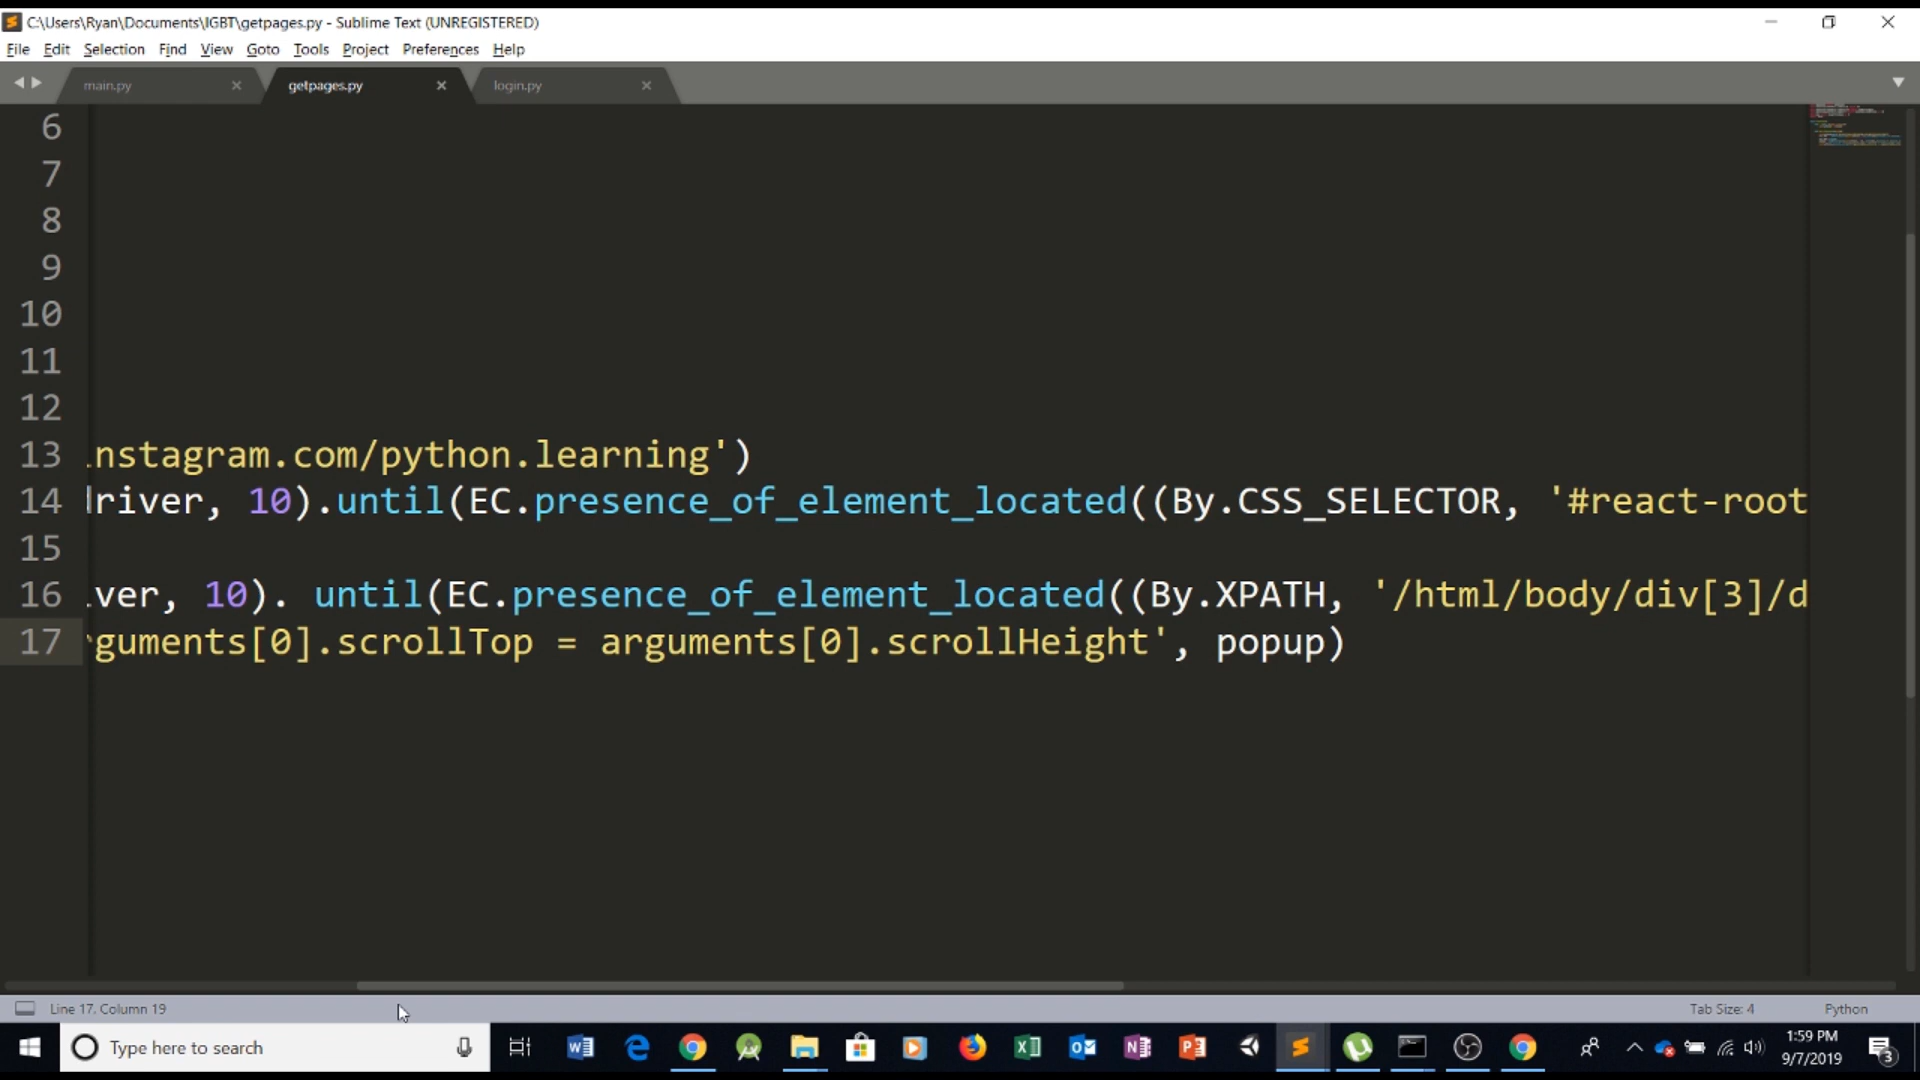 C:\Users\Ryan\Documents\IGBT\getpages.py - Sublime Text (UNREGISTERED)
File Edit Selection Find View Goto Tools Project Preferences Help
main.py getpages.py login.py
6
7
8
9
10
11
12
13 nstagram.com/python.learning')
14 driver, 10).until(EC.presence_of_element_located((By.CSS_SELECTOR, '#react-root
15
16 ver, 10). until(EC.presence_of_element_located((By.XPATH, '/html/body/div[3]/d
17 rguments[0].scrollTop = arguments[0].scrollHeight', popup)
Line 17, Column 19 Tab Size: 4 Python
Type here to search
1:59 PM
9/7/2019
3